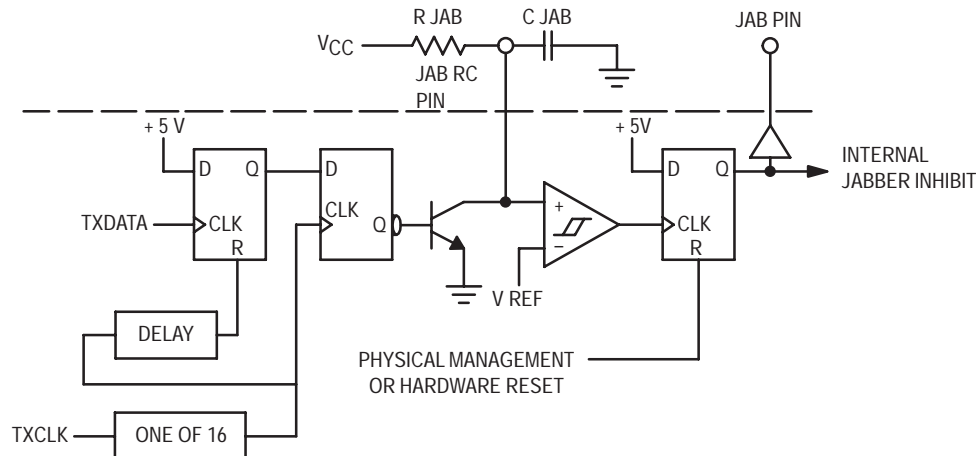 R JAB
C JAB
JAB PIN
VCC
JAB RC
PIN
+ 5 V
D
Q
TXDATA
CLK
R
D
CLK
Q
+
−
V REF
+ 5V
D
Q
CLK
R
INTERNAL
JABBER INHIBIT
DELAY
PHYSICAL MANAGEMENT
OR HARDWARE RESET
TXCLK
ONE OF 16